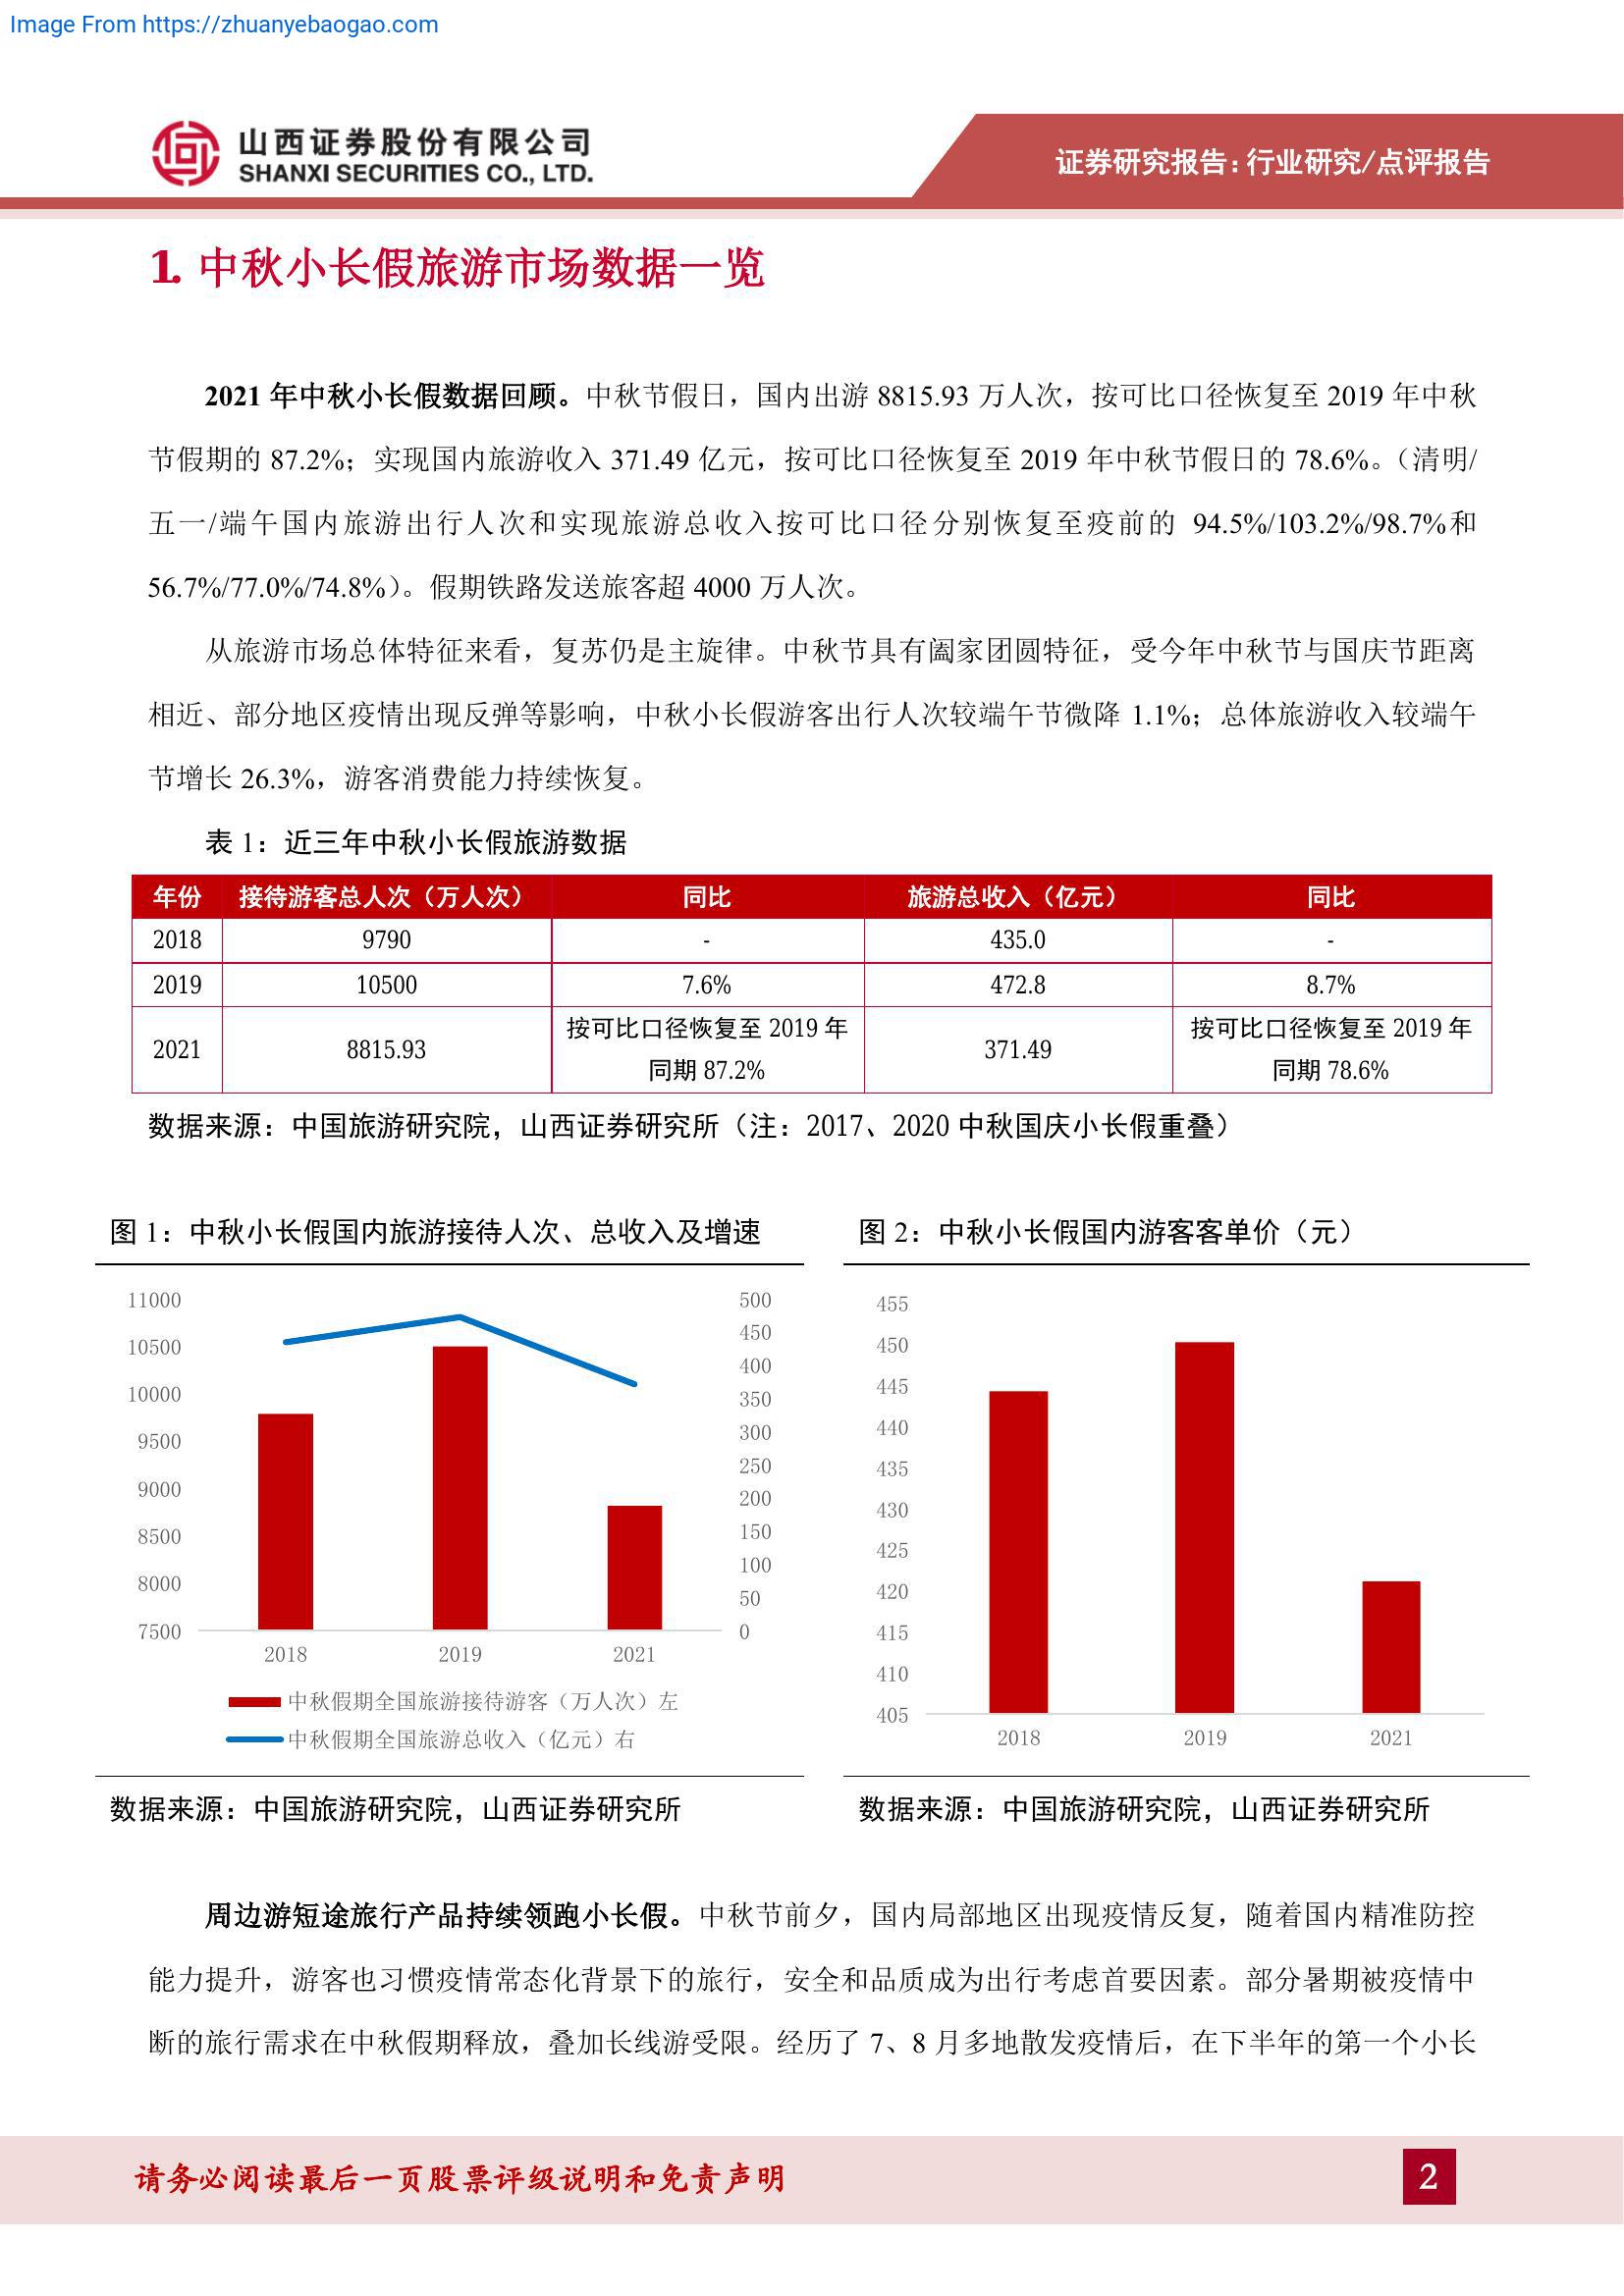 Image From https://zhuanyebaogao.com
山西证券股份有限公司
SHANXI SECURITIES CO., LTD.
证券研究报告：行业研究/点评报告
1. 中秋小长假旅游市场数据一览
2021 年中秋小长假数据回顾。中秋节假日，国内出游 8815.93 万人次，按可比口径恢复至 2019 年中秋
节假期的 87.2%；实现国内旅游收入 371.49 亿元，按可比口径恢复至 2019 年中秋节假日的 78.6%。（清明/
五一/端午国内旅游出行人次和实现旅游总收入按可比口径分别恢复至疫前的 94.5%/103.2%/98.7%和
56.7%/77.0%/74.8%）。假期铁路发送旅客超 4000 万人次。
从旅游市场总体特征来看，复苏仍是主旋律。中秋节具有阖家团圆特征，受今年中秋节与国庆节距离
相近、部分地区疫情出现反弹等影响，中秋小长假游客出行人次较端午节微降 1.1%；总体旅游收入较端午
节增长 26.3%，游客消费能力持续恢复。
表 1：近三年中秋小长假旅游数据
年份 接待游客总人次（万人次） 同比 旅游总收入（亿元） 同比
2018 9790 - 435.0 -
2019 10500 7.6% 472.8 8.7%
2021 8815.93 按可比口径恢复至 2019 年 371.49 按可比口径恢复至 2019 年
同期 87.2% 同期 78.6%
数据来源：中国旅游研究院，山西证券研究所（注：2017、2020 中秋国庆小长假重叠）
图 1：中秋小长假国内旅游接待人次、总收入及增速
11000
10500
10000
9500
9000
8500
8000
7500
500
450
400
350
300
250
200
150
100
50
0
2018 2019 2021
中秋假期全国旅游接待游客（万人次）左
中秋假期全国旅游总收入（亿元）右
数据来源：中国旅游研究院，山西证券研究所
图 2：中秋小长假国内游客客单价（元）
455
450
445
440
435
430
425
420
415
410
405
2018 2019 2021
数据来源：中国旅游研究院，山西证券研究所
周边游短途旅行产品持续领跑小长假。中秋节前夕，国内局部地区出现疫情反复，随着国内精准防控
能力提升，游客也习惯疫情常态化背景下的旅行，安全和品质成为出行考虑首要因素。部分暑期被疫情中
断的旅行需求在中秋假期释放，叠加长线游受限。经历了 7、8 月多地散发疫情后，在下半年的第一个小长
请务必阅读最后一页股票评级说明和免责声明
2